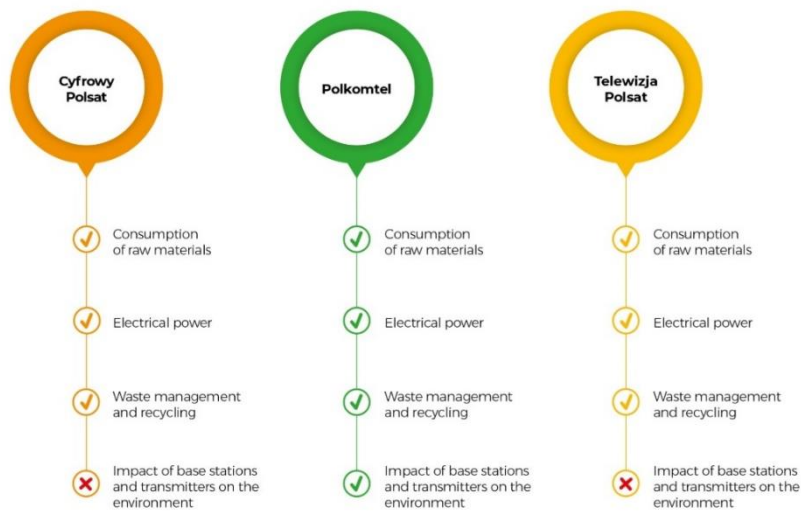 Cyfrowy
Polsat
Consumption
of raw materials
Electrical power
Waste management
and recycling
Impact of base stations
and transmitters on the
environment
Polkomtel
Consumption
of raw materials
Electrical power
Waste management
and recycling
Impact of base stations
and transmitters on the
environment
Telewizja
Polsat
Consumption
of raw materials
Electrical power
Waste management
and recycling
Impact of base stations
and transmitters on the
environment